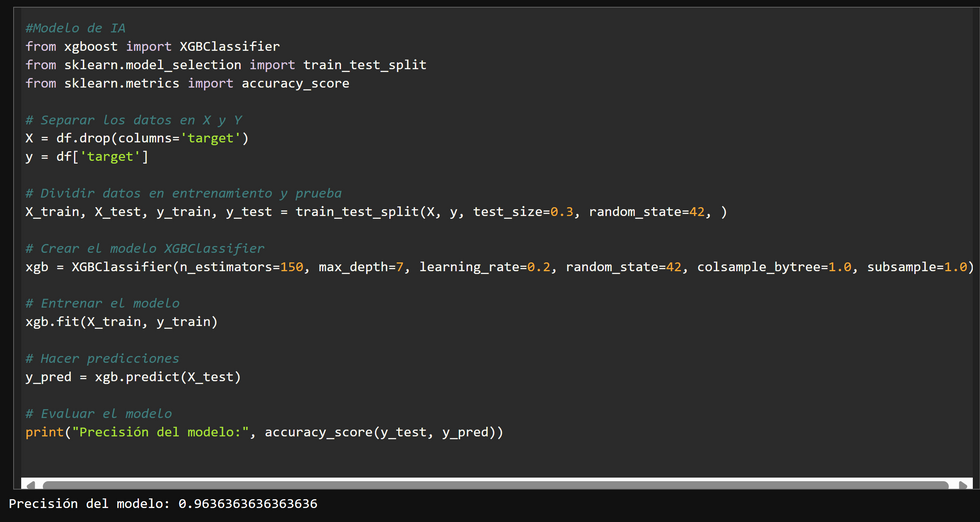 #Modelo de IA
from xgboost import XGBClassifier
from sklearn.model_selection import train_test_split
from sklearn.metrics import accuracy_score
# Separar los datos en X y Y
X = df.drop(columns='target')
y = df['target']
# Dividir datos en entrenamiento y prueba
X_train, X_test, y_train, y_test = train_test_split(X, y, test_size=0.3, random_state=42, )
# Crear el modelo XGBClassifier
xgb = XGBClassifier(n_estimators=150, max_depth=7, learning_rate=0.2, random_state=42, colsample_bytree=1.0, subsample=1.0)
# Entrenar el modelo
xgb.fit(X_train, y_train)
# Hacer predicciones
y_pred = xgb.predict(X_test)
# Evaluar el modelo
print("Precisión del modelo:", accuracy_score(y_test, y_pred))
Precisión del modelo: 0.9636363636363636